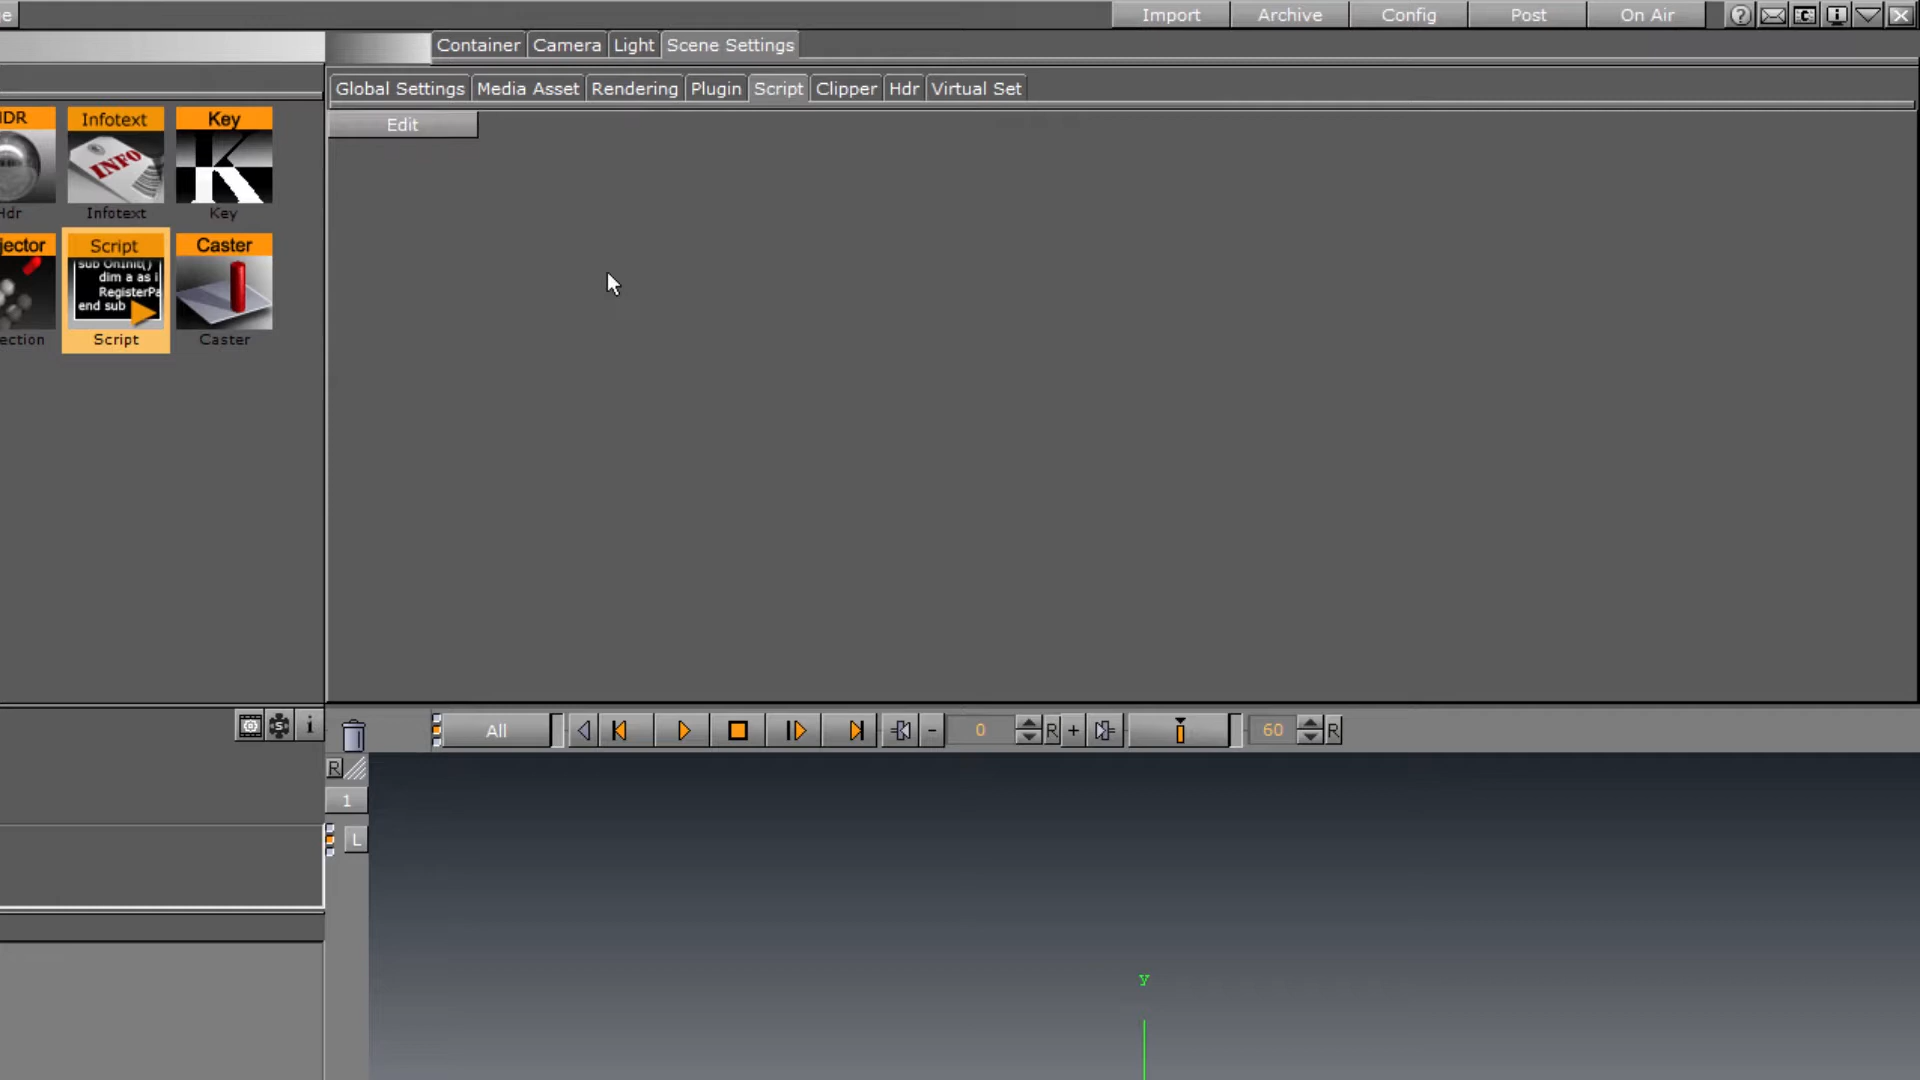 e
Import Archive Config Post On Air
Container Camera Light Scene Settings
Global Settings Media Asset Rendering Plugin Script Clipper Hdr Virtual Set
Edit
HDR Infotext Key
INFO
Hdr Infotext Key
jector Script Caster
sub OnInit()
dim a as i
RegisterPa
end sub
ection Script Caster
All - 0 R + 60 R
R
1
L
y